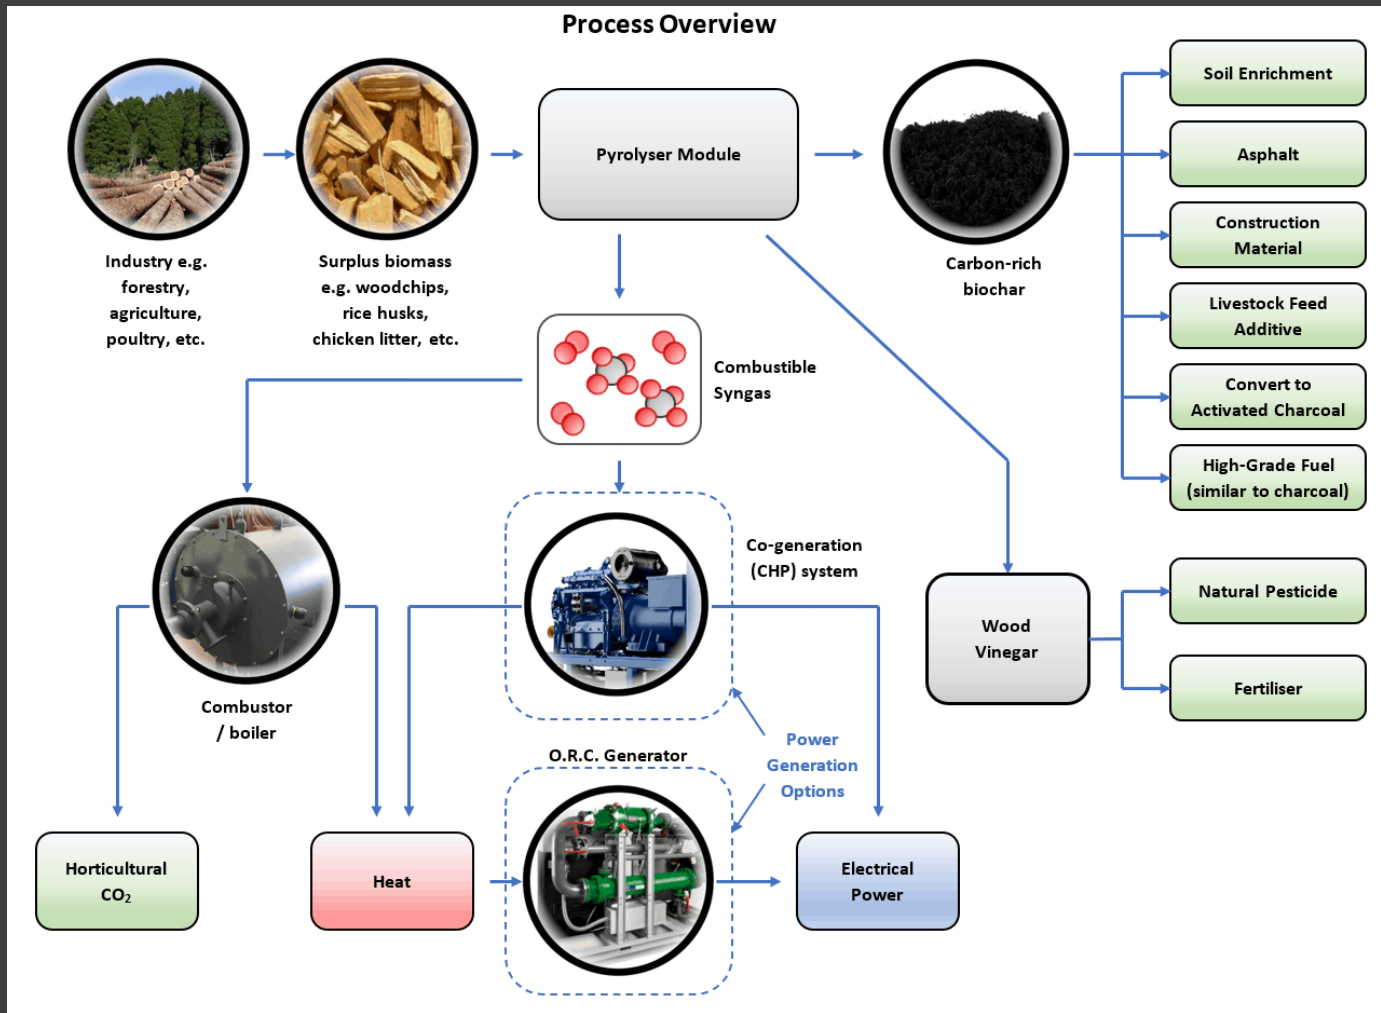 Process Overview
Industry e.g.
forestry,
agriculture,
poultry, etc.
Surplus biomass
e.g. woodchips,
rice husks,
chicken litter, etc.
Pyrolyser Module
Carbon-rich
biochar
Soil Enrichment
Asphalt
Construction
Material
Livestock Feed
Additive
Convert to
Activated Charcoal
High-Grade Fuel
(similar to charcoal)
Combustible
Syngas
Co-generation
(CHP) system
Wood
Vinegar
Natural Pesticide
Fertiliser
Combustor
/ boiler
Power
Generation
Options
O.R.C. Generator
Horticultural
CO₂
Heat
Electrical
Power